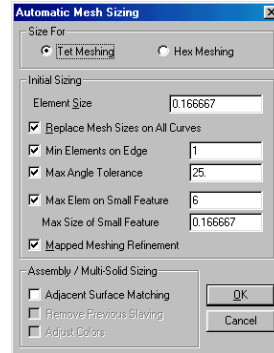 Automatic Mesh Sizing
Size For
Tet Meshing Hex Meshing
Initial Sizing
Element Size 0.166667
Replace Mesh Sizes on All Curves
Min Elements on Edge 1
Max Angle Tolerance 25.
Max Elem on Small Feature 6
Max Size of Small Feature 0.166667
Mapped Meshing Refinement
Assembly / Multi-Solid Sizing
Adjacent Surface Matching OK
Remove Previous Slaving
Cancel
Adjust Colors